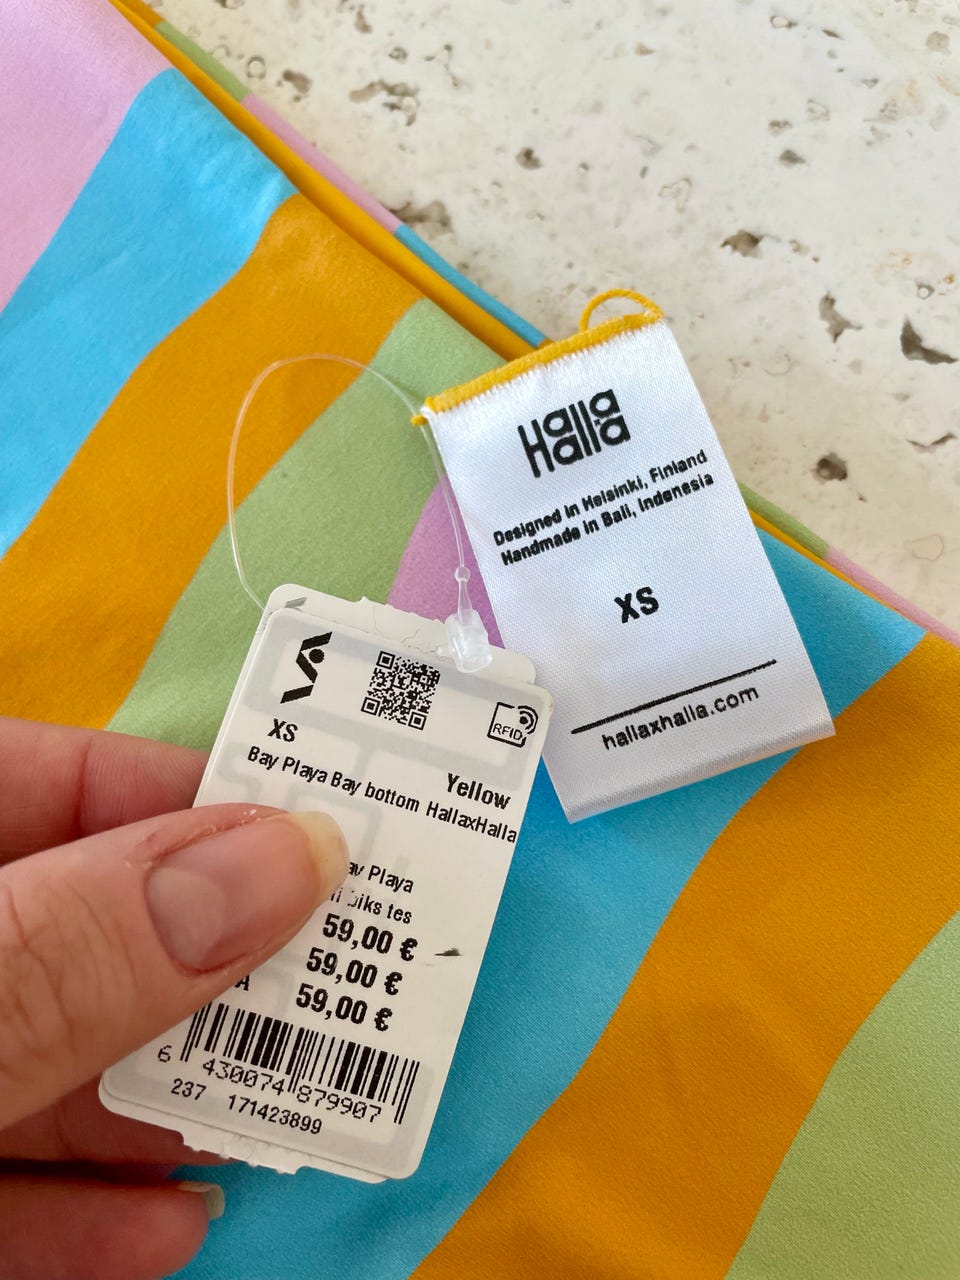 Halla
Halla
Designed in Helsinki, Finland
Handmade in Bali, Indonesia
XS
hallaxhalla.com
RFID
XS
Yellow
Bay Playa Bay bottom HallaxHalla
Playa
59,00 €
59,00 €
A 59,00 €
6 430074 879907
237 171423899